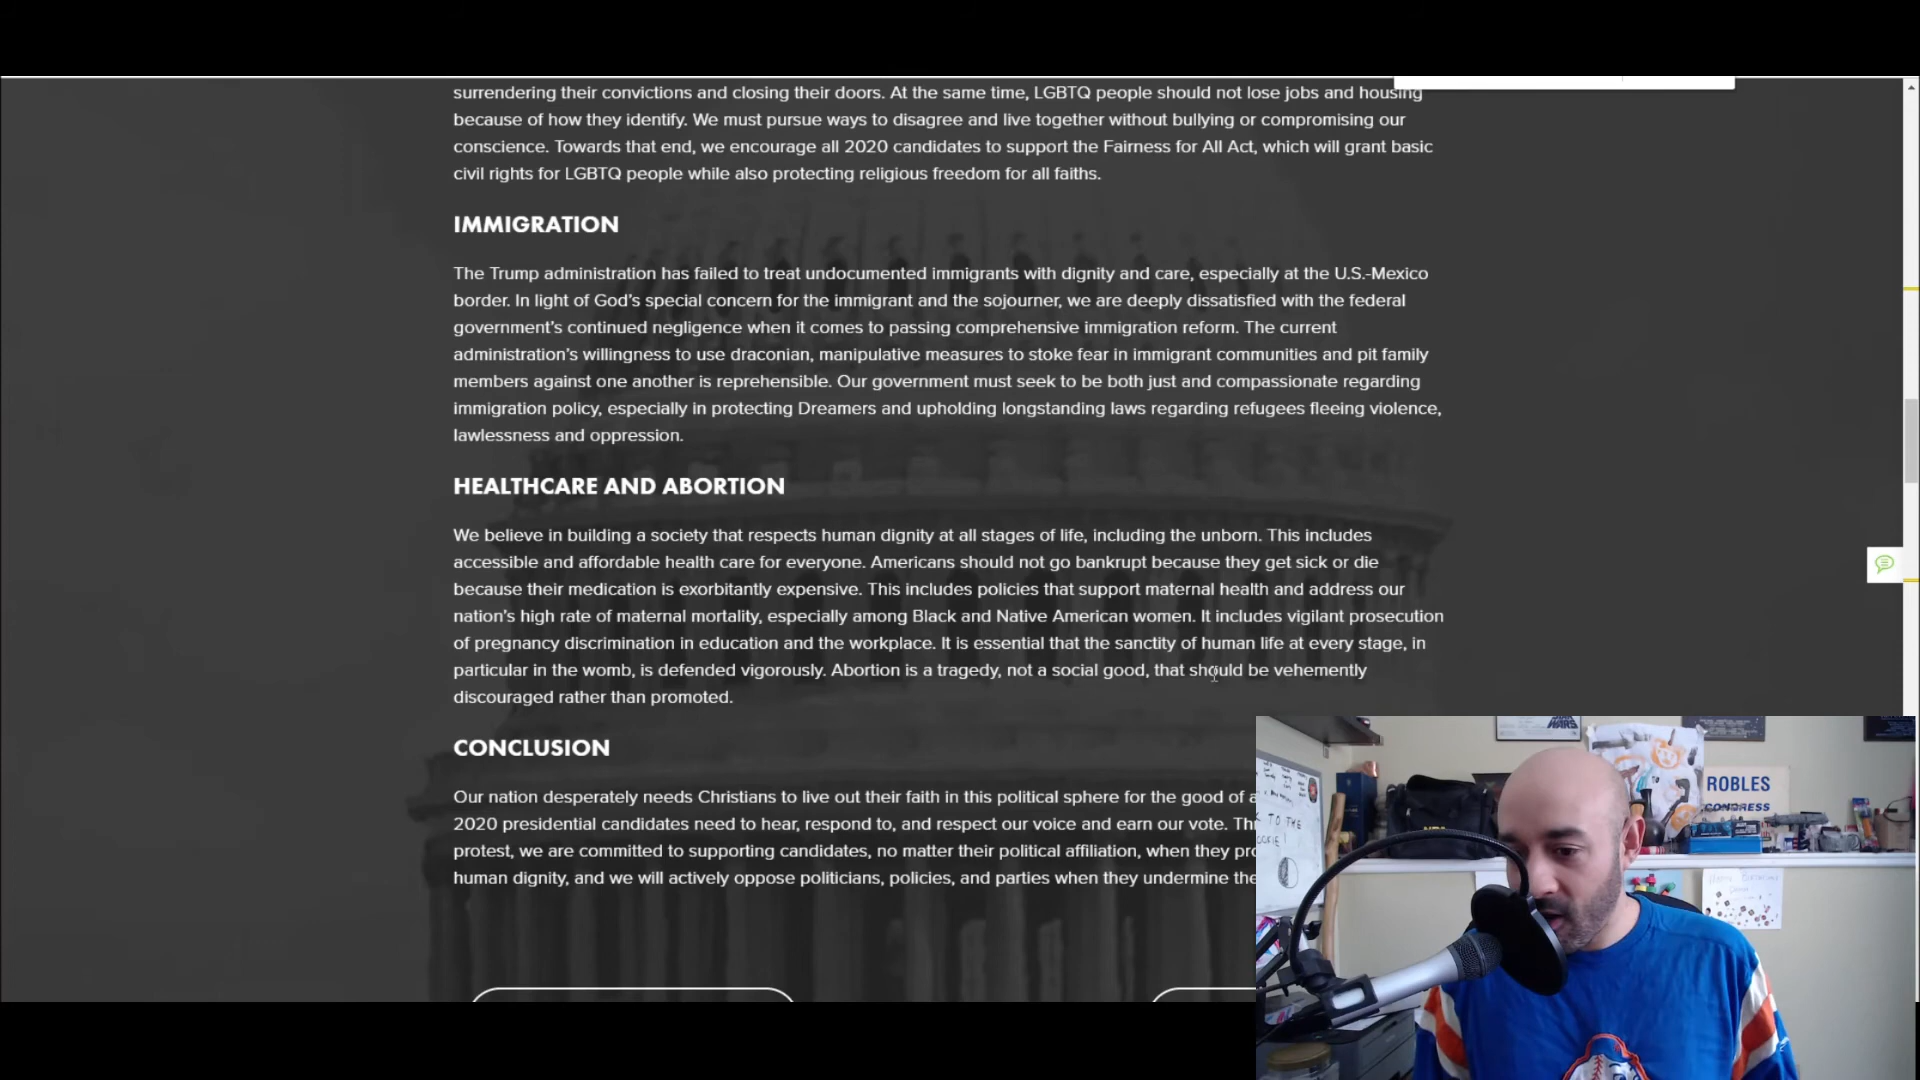 surrendering their convictions and closing their doors. At the same time, LGBTQ people should not lose jobs and housing
because of how they identify. We must pursue ways to disagree and live together without bullying or compromising our
conscience. Towards that end, we encourage all 2020 candidates to support the Fairness for All Act, which will grant basic
civil rights for LGBTQ people while also protecting religious freedom for all faiths.
IMMIGRATION
The Trump administration has failed to treat undocumented immigrants with dignity and care, especially at the U.S.-Mexico
border. In light of God's special concern for the immigrant and the sojourner, we are deeply dissatisfied with the federal
government's continued negligence when it comes to passing comprehensive immigration reform. The current
administration's willingness to use draconian, manipulative measures to stoke fear in immigrant communities and pit family
members against one another is reprehensible. Our government must seek to be both just and compassionate regarding
immigration policy, especially in protecting Dreamers and upholding longstanding laws regarding refugees fleeing violence,
lawlessness and oppression.
HEALTHCARE AND ABORTION
We believe in building a society that respects human dignity at all stages of life, including the unborn. This includes
accessible and affordable health care for everyone. Americans should not go bankrupt because they get sick or die
because their medication is exorbitantly expensive. This includes policies that support maternal health and address our
nation's high rate of maternal mortality, especially among Black and Native American women. It includes vigilant prosecution
of pregnancy discrimination in education and the workplace. It is essential that the sanctity of human life at every stage, in
particular in the womb, is defended vigorously. Abortion is a tragedy, not a social good, that should be vehemently
discouraged rather than promoted.
CONCLUSION
Our nation desperately needs Christians to live out their faith in this political sphere for the good of
2020 presidential candidates need to hear, respond to, and respect our voice and earn our vote.
protest, we are committed to supporting candidates, no matter their political affiliation, when they
human dignity, and we will actively oppose politicians, policies, and parties when they undermine
ROBLES
CONGRESS
TO THE